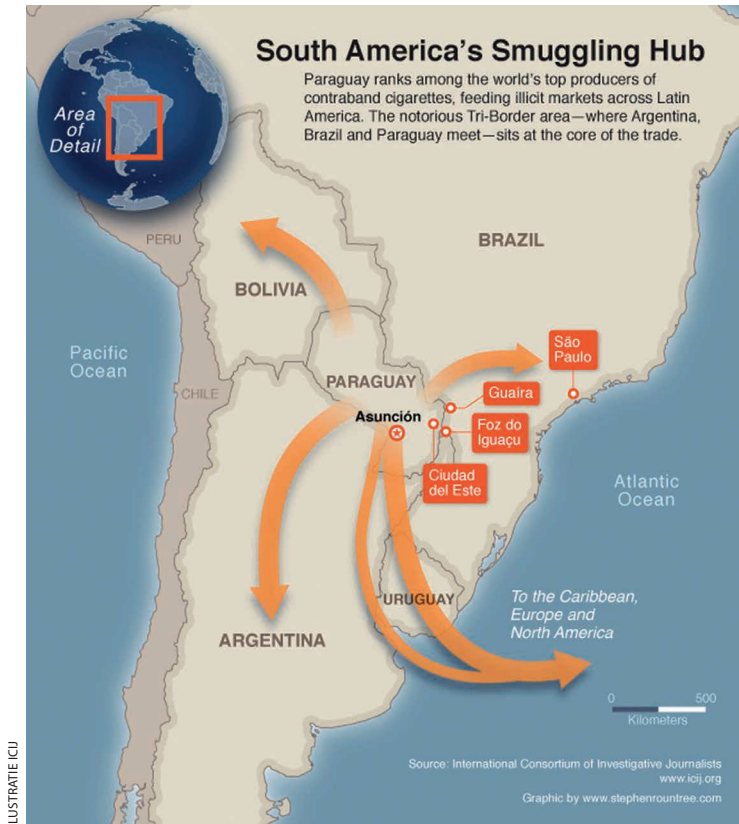 South America's Smuggling Hub
Paraguay ranks among the world's top producers of
contraband cigarettes, feeding illicit markets across Latin
America. The notorious Tri-Border area—where Argentina,
Brazil and Paraguay meet—sits at the core of the trade.
Area
of
Detail
PERU
BRAZIL
BOLIVIA
Pacific
Ocean
São
Paulo
PARAGUAY
CHILE
Guaíra
Asunción
Foz do
Iguaçu
Ciudad
del Este
Atlantic
Ocean
To the Caribbean,
Europe and
North America
URUGUAY
ARGENTINA
0 500
Kilometers
Source: International Consortium of Investigative Journalists
www.icij.org
Graphic by www.stephenrountree.com
LUSTRATIE ICIJ